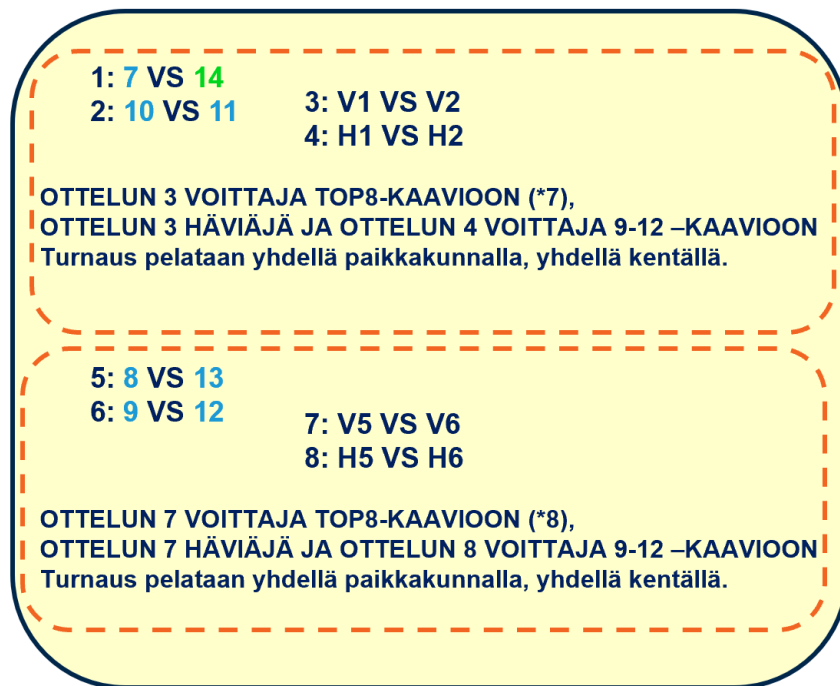 1: 7 VS 14
2: 10 VS 11
3: V1 VS V2
4: H1 VS H2
OTTELUN 3 VOITTAJA TOP8-KAAVIOON (*7),
OTTELUN 3 HÄVIÄJÄ JA OTTELUN 4 VOITTAJA 9-12 –KAAVIOON
Turnaus pelataan yhdellä paikkakunnalla, yhdellä kentällä.
5: 8 VS 13
6: 9 VS 12
7: V5 VS V6
8: H5 VS H6
OTTELUN 7 VOITTAJA TOP8-KAAVIOON (*8),
OTTELUN 7 HÄVIÄJÄ JA OTTELUN 8 VOITTAJA 9-12 –KAAVIOON
Turnaus pelataan yhdellä paikkakunnalla, yhdellä kentällä.